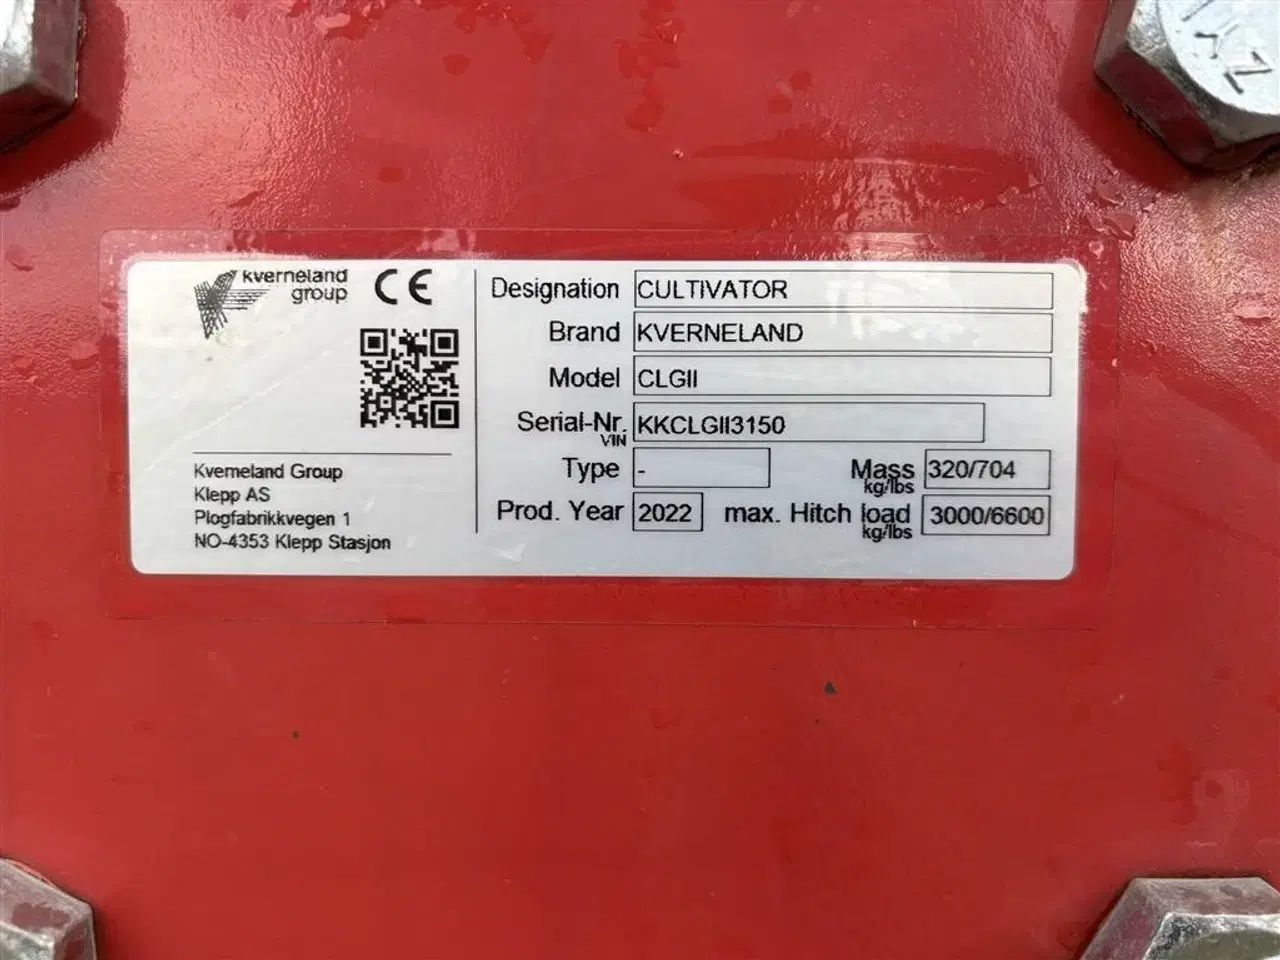 kverneland
group
CE
Kverneland Group
Klepp AS
Plogfabrikkvegen 1
NO-4353 Klepp Stasjon
Designation CULTIVATOR
Brand KVERNELAND
Model CLGII
Serial-Nr. KKCLGII3150
VIN
Type - Mass 320/704
kg/lbs
Prod. Year 2022 max. Hitch load 3000/6600
kg/lbs